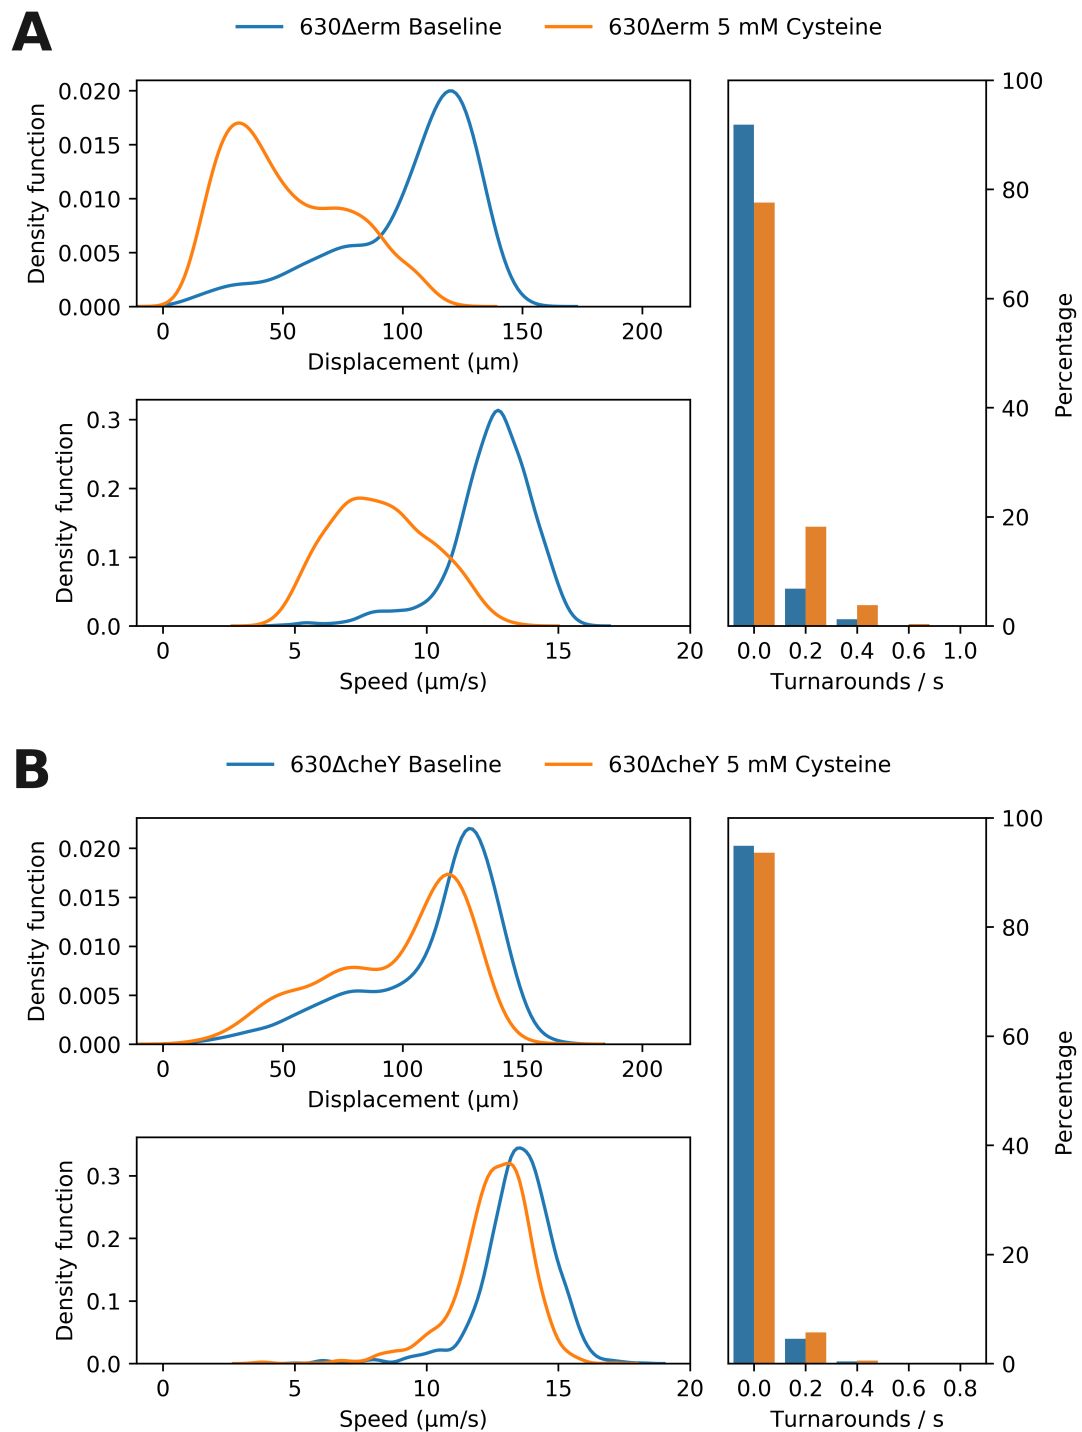 A
630Δerm Baseline 630Δerm 5 mM Cysteine
Density function
0.020
0.015
0.010
0.005
0.000
0 50 100 150 200
Displacement (µm)
Density function
0.3
0.2
0.1
0.0
0 5 10 15 20
Speed (µm/s)
100
80
60
40
20
0
Percentage
0.0 0.2 0.4 0.6 1.0
Turnarounds / s
B
630ΔcheY Baseline 630ΔcheY 5 mM Cysteine
Density function
0.020
0.015
0.010
0.005
0.000
0 50 100 150 200
Displacement (µm)
Density function
0.3
0.2
0.1
0.0
0 5 10 15 20
Speed (µm/s)
100
80
60
40
20
0
Percentage
0.0 0.2 0.4 0.6 0.8
Turnarounds / s